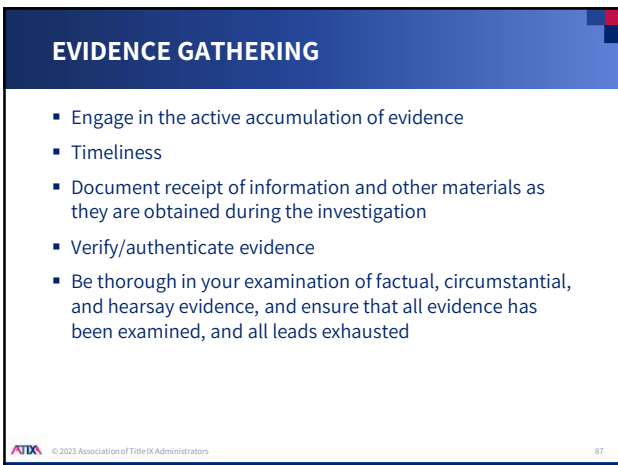 EVIDENCE GATHERING
▪ Engage in the active accumulation of evidence
▪ Timeliness
▪ Document receipt of information and other materials as
they are obtained during the investigation
▪ Verify/authenticate evidence
▪ Be thorough in your examination of factual, circumstantial,
and hearsay evidence, and ensure that all evidence has
been examined, and all leads exhausted
ATIXA © 2023 Association of Title IX Administrators 87